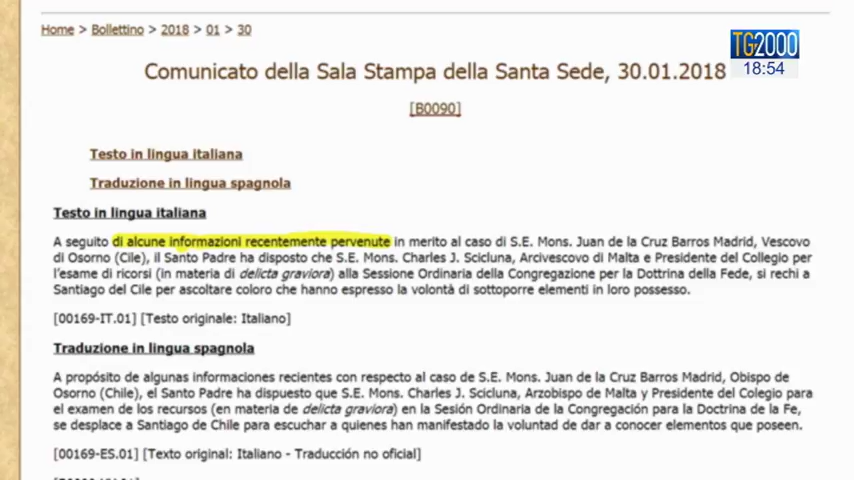 Home > Bollettino > 2018 > 01 > 30
TG2000
18:54
Comunicato della Sala Stampa della Santa Sede, 30.01.2018
[B0090]
Testo in lingua italiana
Traduzione in lingua spagnola
Testo in lingua italiana
A seguito di alcune informazioni recentemente pervenute in merito al caso di S.E. Mons. Juan de la Cruz Barros Madrid, Vescovo
di Osorno (Cile), il Santo Padre ha disposto che S.E. Mons. Charles J. Scicluna, Arcivescovo di Malta e Presidente del Collegio per
l'esame di ricorsi (in materia di delicta graviora) alla Sessione Ordinaria della Congregazione per la Dottrina della Fede, si rechi a
Santiago del Cile per ascoltare coloro che hanno espresso la volontà di sottoporre elementi in loro possesso.
[00169-IT.01] [Testo originale: Italiano]
Traduzione in lingua spagnola
A propósito de algunas informaciones recientes con respecto al caso de S.E. Mons. Juan de la Cruz Barros Madrid, Obispo de
Osorno (Chile), el Santo Padre ha dispuesto que S.E. Mons. Charles J. Scicluna, Arzobispo de Malta y Presidente del Colegio para
el examen de los recursos (en materia de delicta graviora) en la Sesión Ordinaria de la Congregación para la Doctrina de la Fe,
se desplace a Santiago de Chile para escuchar a quienes han manifestado la voluntad de dar a conocer elementos que poseen.
[00169-ES.01] [Texto original: Italiano - Traducción no oficial]